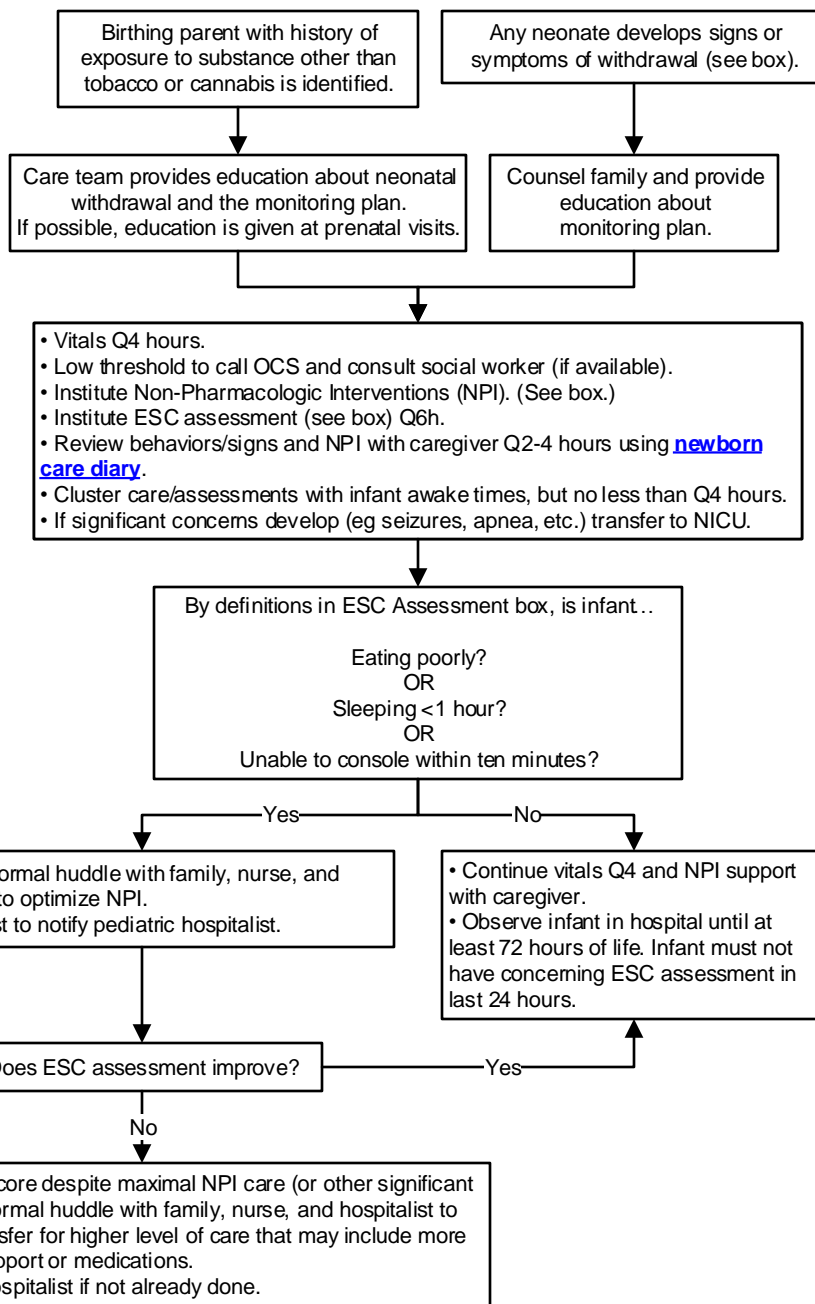 Birthing parent with history of
exposure to substance other than
tobacco or cannabis is identified.
Any neonate develops signs or
symptoms of withdrawal (see box).
Care team provides education about neonatal
withdrawal and the monitoring plan.
If possible, education is given at prenatal visits.
Counsel family and provide
education about
monitoring plan.
• Vitals Q4 hours.
• Low threshold to call OCS and consult social worker (if available).
• Institute Non-Pharmacologic Interventions (NPI). (See box.)
• Institute ESC assessment (see box) Q6h.
• Review behaviors/signs and NPI with caregiver Q2-4 hours using newborn
care diary.
• Cluster care/assessments with infant awake times, but no less than Q4 hours.
• If significant concerns develop (eg seizures, apnea, etc.) transfer to NICU.
By definitions in ESC Assessment box, is infant…
Eating poorly?
OR
Sleeping <1 hour?
OR
Unable to console within ten minutes?
Yes
No
ormal huddle with family, nurse, and
to optimize NPI.
st to notify pediatric hospitalist.
• Continue vitals Q4 and NPI support
with caregiver.
• Observe infant in hospital until at
least 72 hours of life. Infant must not
have concerning ESC assessment in
last 24 hours.
Does ESC assessment improve?
Yes
No
core despite maximal NPI care (or other significant
ormal huddle with family, nurse, and hospitalist to
sfer for higher level of care that may include more
pport or medications.
ospitalist if not already done.